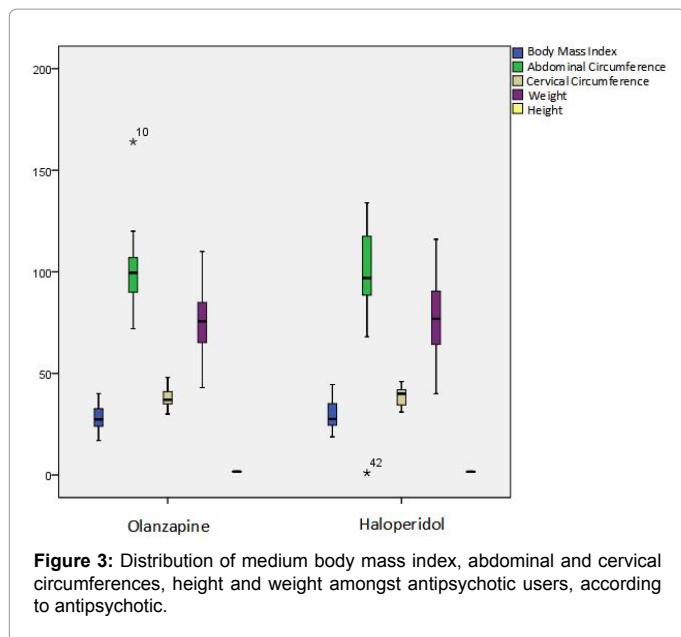 Body Mass Index
Abdominal Circumference
Cervical Circumference
Weight
Height
200
10
150
100
50
42
0
Olanzapine Haloperidol
Figure 3: Distribution of medium body mass index, abdominal and cervical
circumferences, height and weight amongst antipsychotic users, according
to antipsychotic.